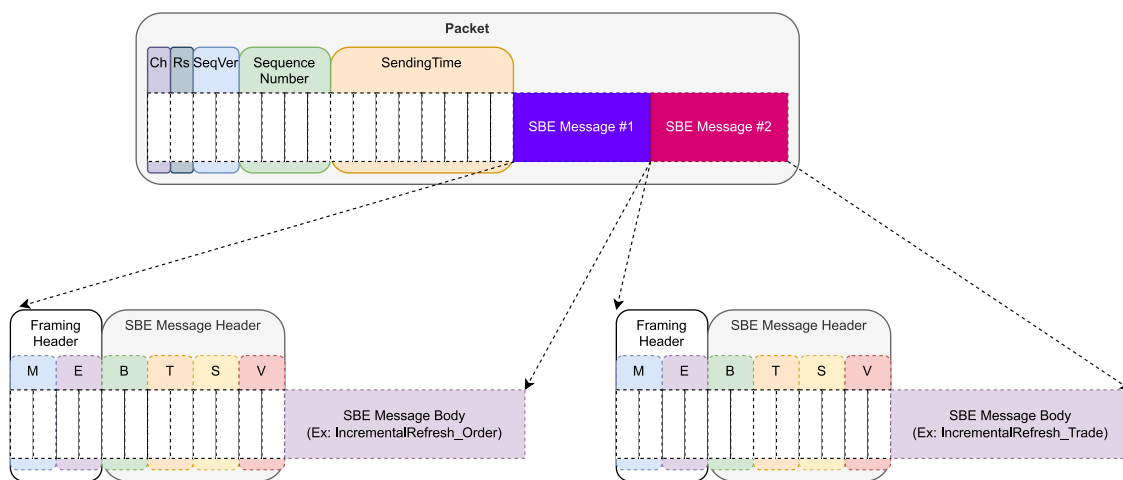 Packet
Ch Rs SeqVer Sequence Number SendingTime
SBE Message #1 SBE Message #2
Framing Header SBE Message Header
M E B T S V
SBE Message Body
(Ex: IncrementalRefresh_Order)
Framing Header SBE Message Header
M E B T S V
SBE Message Body
(Ex: IncrementalRefresh_Trade)